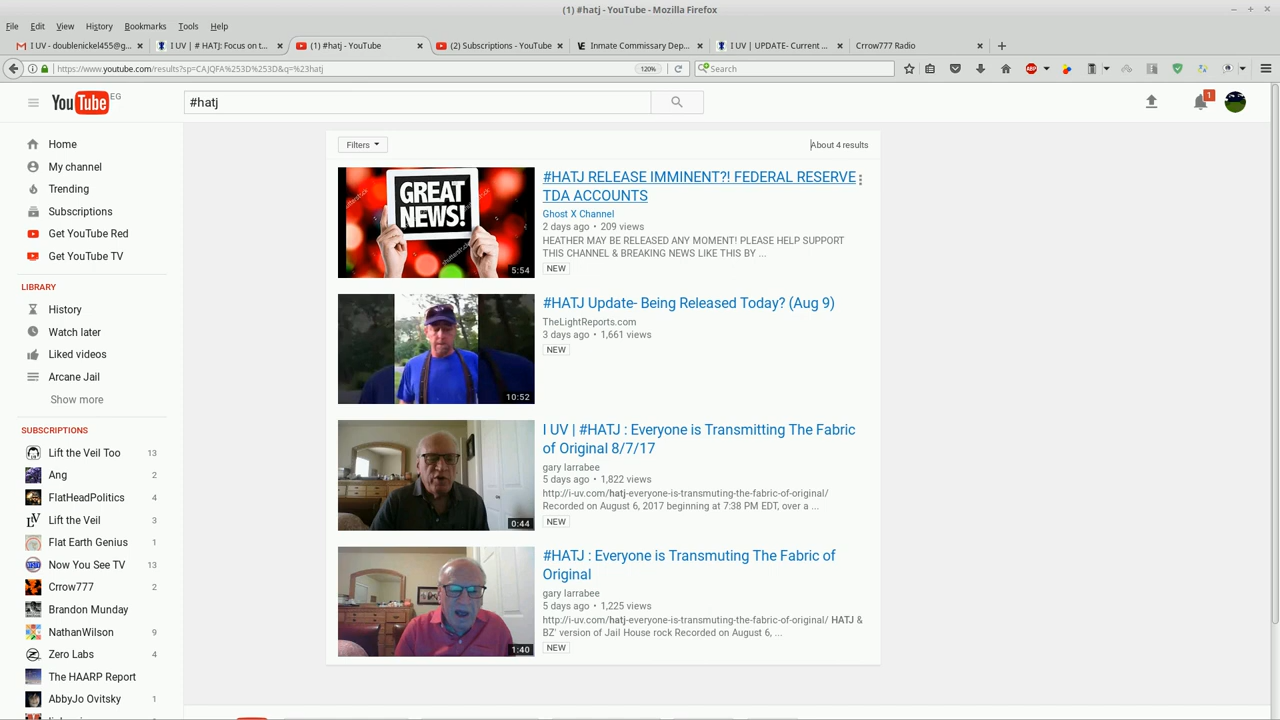 (1) #hatj - YouTube - Mozilla Firefox
File Edit View History Bookmarks Tools Help
I UV - doublenickel455@g...
I UV | # HATJ: Focus on t...
(1) #hatj - YouTube
(2) Subscriptions - YouTube
Inmate Commissary Dep...
I UV | UPDATE- Current ...
Crrow777 Radio
https://www.youtube.com/results?sp=CAJQFA%253D%253D&q=%23hatj
120%
Search
YouTube EG
#hatj
1
Home
My channel
Trending
Subscriptions
Get YouTube Red
Get YouTube TV
LIBRARY
History
Watch later
Liked videos
Arcane Jail
Show more
SUBSCRIPTIONS
Lift the Veil Too 13
Ang 2
FlatHeadPolitics 4
Lift the Veil 3
Flat Earth Genius 1
Now You See TV 13
Crrow777 2
Brandon Munday
NathanWilson 9
Zero Labs 4
The HAARP Report
AbbyJo Ovitsky 1
Filters
About 4 results
GREAT
NEWS!
5:54
#HATJ RELEASE IMMINENT?! FEDERAL RESERVE
TDA ACCOUNTS
Ghost X Channel
2 days ago • 209 views
HEATHER MAY BE RELEASED ANY MOMENT! PLEASE HELP SUPPORT
THIS CHANNEL & BREAKING NEWS LIKE THIS BY ...
NEW
10:52
#HATJ Update- Being Released Today? (Aug 9)
TheLightReports.com
3 days ago • 1,661 views
NEW
0:44
I UV | #HATJ : Everyone is Transmitting The Fabric
of Original 8/7/17
gary larrabee
5 days ago • 1,822 views
http://i-uv.com/hatj-everyone-is-transmuting-the-fabric-of-original/
Recorded on August 6, 2017 beginning at 7:38 PM EDT, over a ...
NEW
1:40
#HATJ : Everyone is Transmuting The Fabric of
Original
gary larrabee
5 days ago • 1,225 views
http://i-uv.com/hatj-everyone-is-transmuting-the-fabric-of-original/ HATJ &
BZ' version of Jail House rock Recorded on August 6, ...
NEW